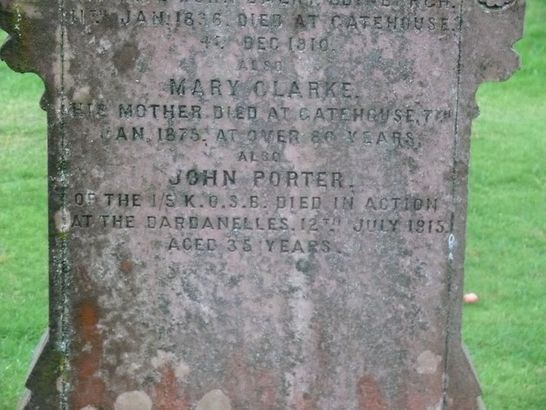 11TH JAN. 1836. DIED AT GATEHOUSE.
4TH DEC 1910.
ALSO
MARY CLARKE.
HIS MOTHER. DIED AT GATEHOUSE, 7TH
JAN. 1875. AT OVER 80 YEARS.
ALSO
JOHN PORTER.
OF THE 1/5 K.O.S.B. DIED IN ACTION
AT THE DARDANELLES. 12TH JULY 1915.
AGED 35 YEARS.